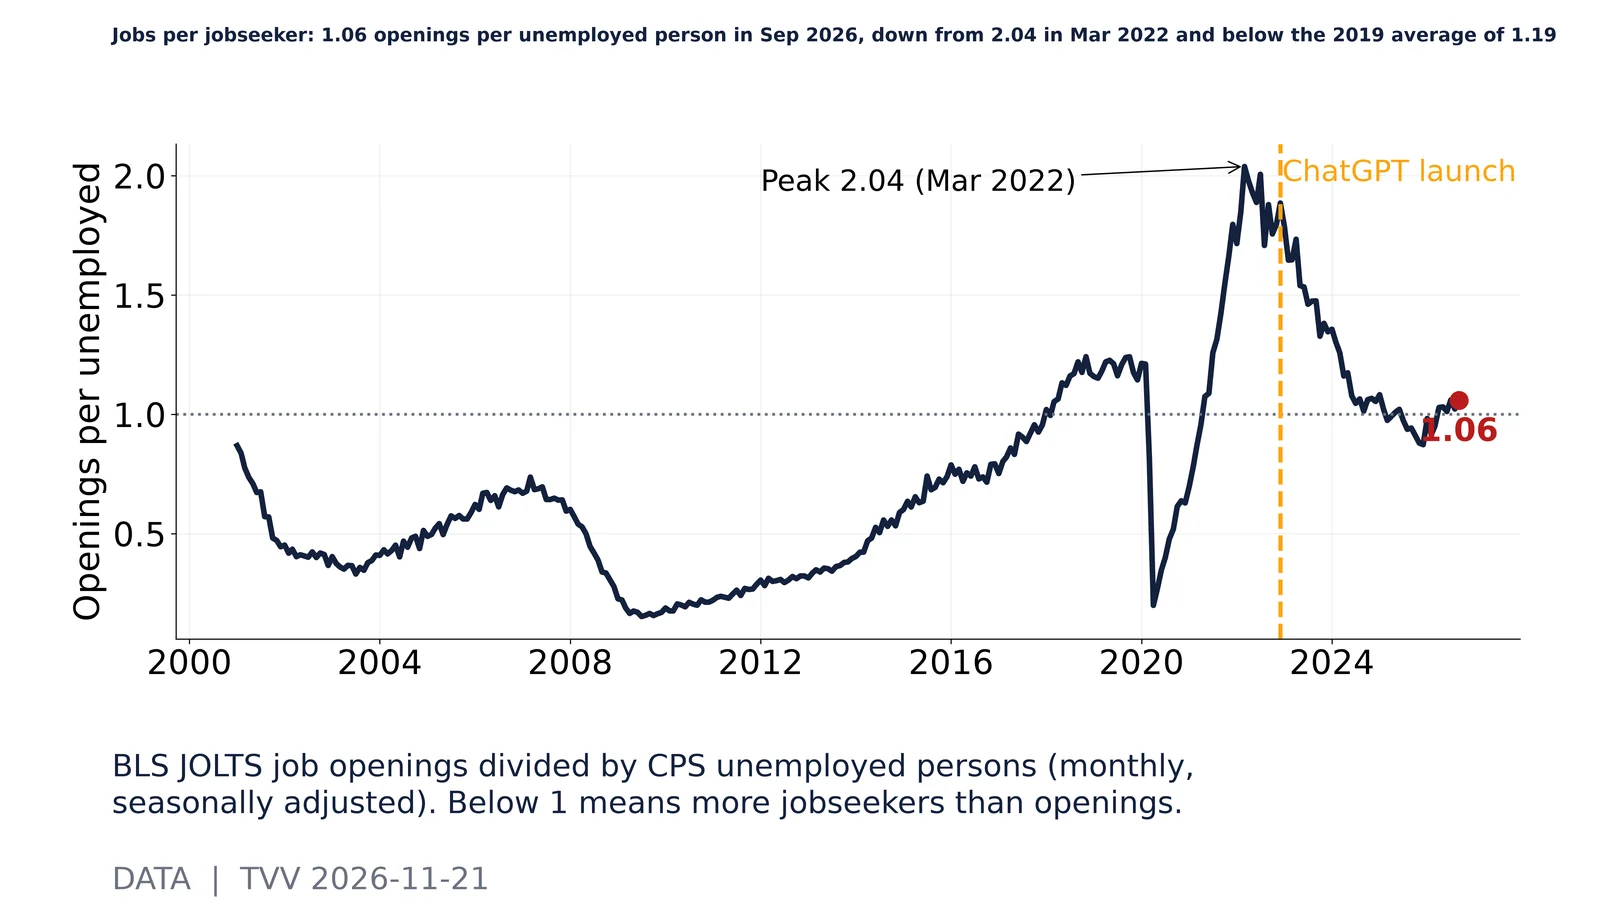 Jobs per jobseeker: 1.06 openings per unemployed person in Sep 2026, down from 2.04 in Mar 2022 and below the 2019 average of 1.19
Openings per unemployed
2.0
1.5
1.0
0.5
Peak 2.04 (Mar 2022)
ChatGPT launch
1.06
2000 2004 2008 2012 2016 2020 2024
BLS JOLTS job openings divided by CPS unemployed persons (monthly,
seasonally adjusted). Below 1 means more jobseekers than openings.
DATA | TVV 2026-11-21